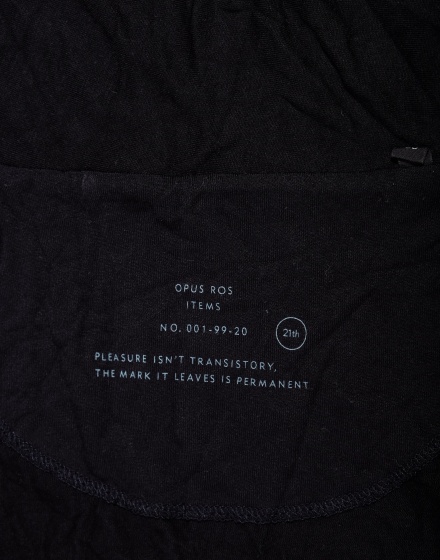 OPUS ROS
ITEMS
NO. 001-99-20 21th
PLEASURE ISN'T TRANSISTORY,
THE MARK IT LEAVES IS PERMANENT